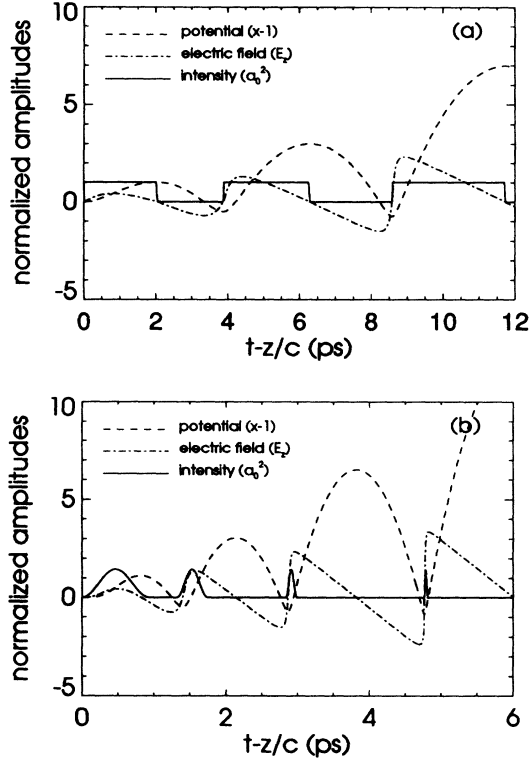 10
5
0
-5
normalized amplitudes
potential (x-1)
electric field (E_z)
intensity (a_0^2)
(a)
0 2 4 6 8 10 12
t-z/c (ps)
10
5
0
-5
normalized amplitudes
potential (x-1)
electric field (E_z)
intensity (a_0^2)
(b)
0 2 4 6
t-z/c (ps)